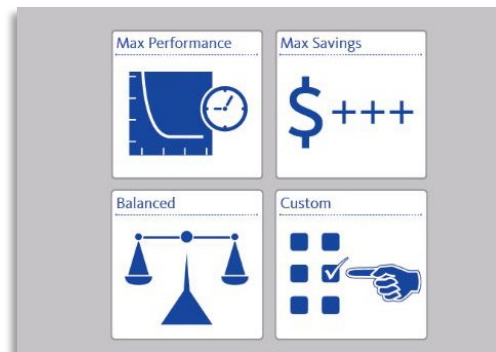 Max Performance
Max Savings
$+++
Balanced
Custom